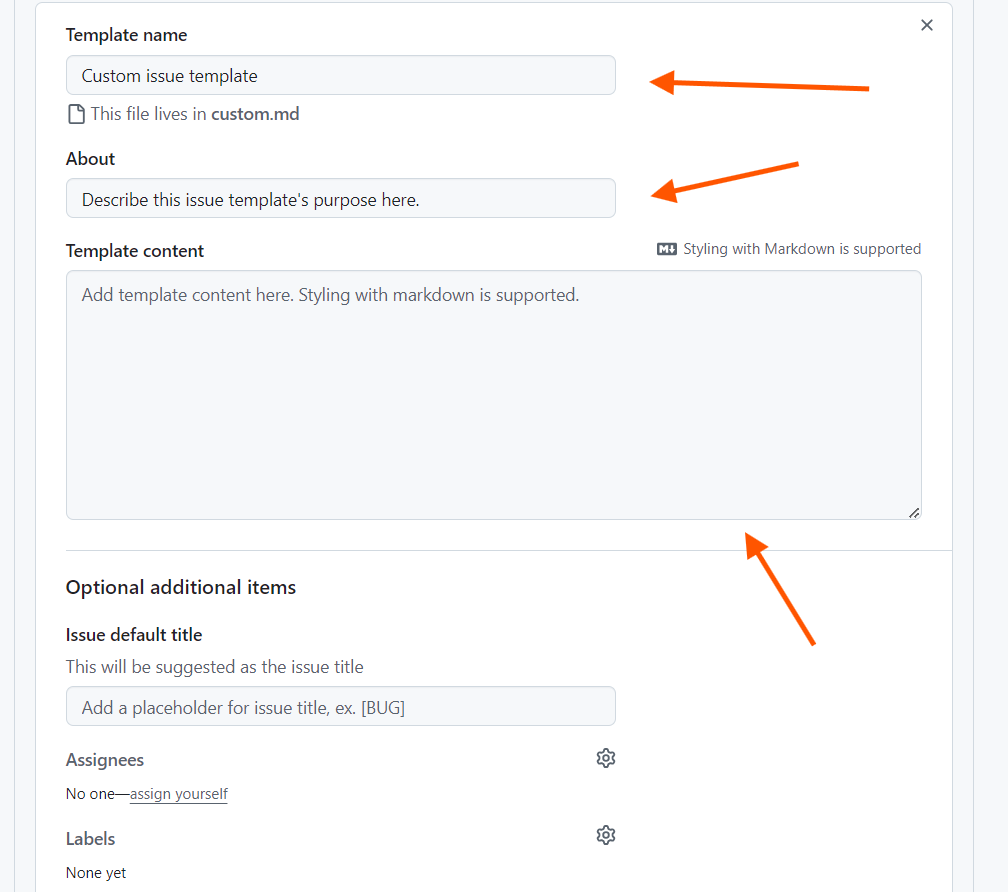 Template name
Custom issue template
This file lives in custom.md
About
Describe this issue template's purpose here.
Template content
M Styling with Markdown is supported
Add template content here. Styling with markdown is supported.
Optional additional items
Issue default title
This will be suggested as the issue title
Add a placeholder for issue title, ex. [BUG]
Assignees
No one—assign yourself
Labels
None yet